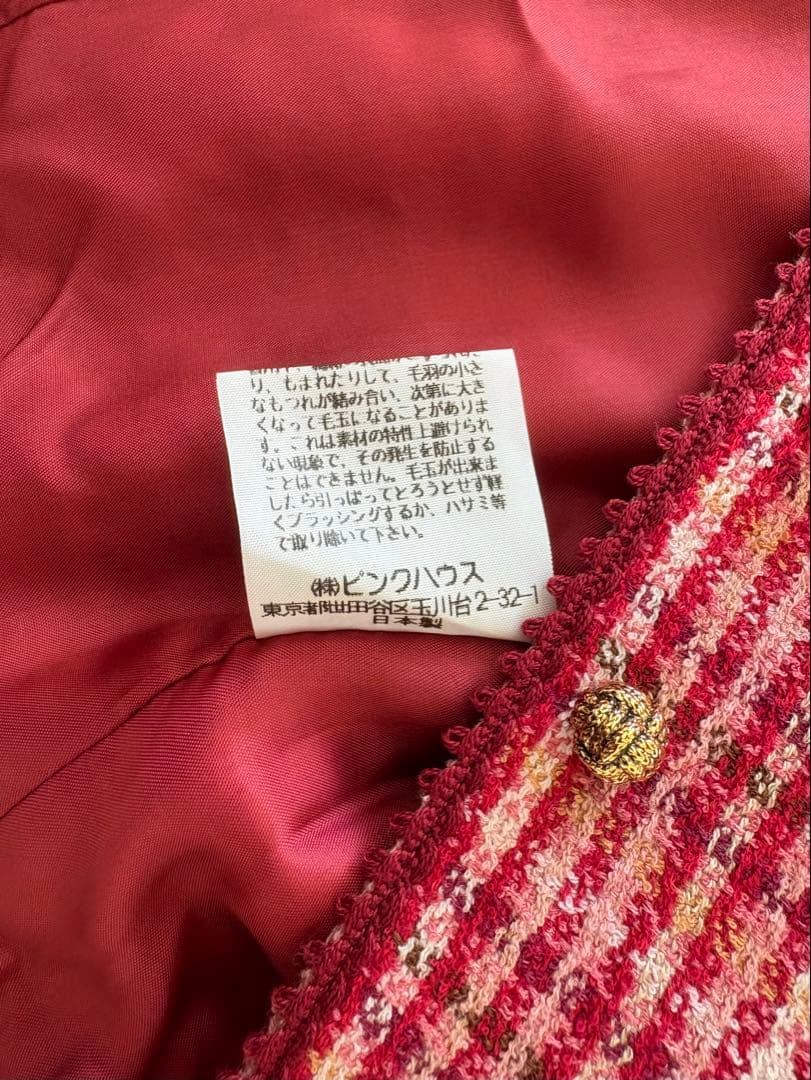 り、もまれたりして、毛羽の小さ
なもつれが絡み合い、次第に大き
くなって毛玉になることがありま
す。これは素材の特性上避けられ
ない現象で、その発生を防止する
ことはできません。毛玉が出来ま
したら引っぱってとろうとせず軽
くブラッシングするか、ハサミ等
で取り除いて下さい。
㈱ピンクハウス
東京都世田谷区玉川台2-32-1
日本製